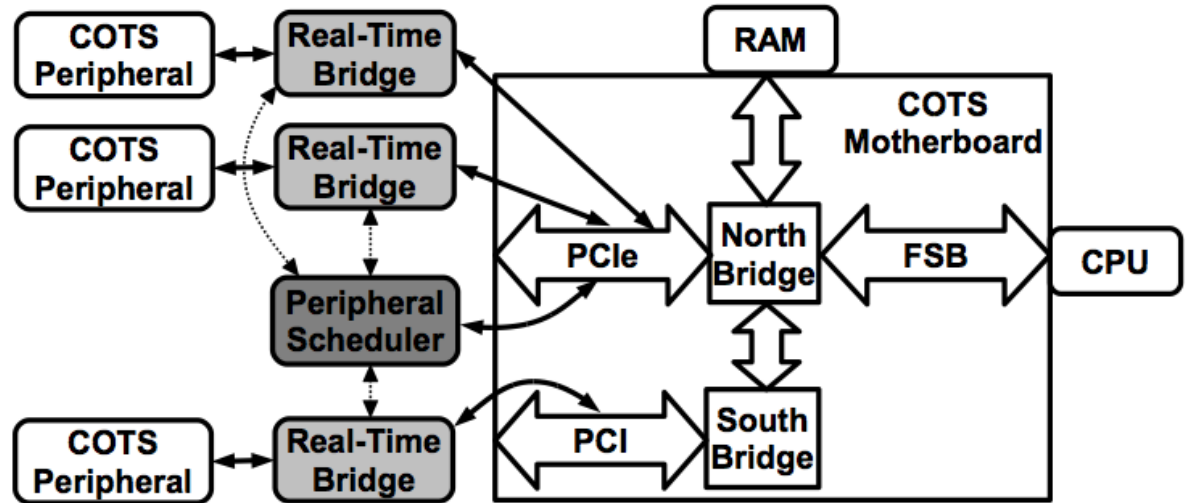 COTS
Peripheral
Real-Time
Bridge
RAM
COTS
Motherboard
COTS
Peripheral
Real-Time
Bridge
PCIe
North
Bridge
FSB
CPU
Peripheral
Scheduler
COTS
Peripheral
Real-Time
Bridge
PCI
South
Bridge